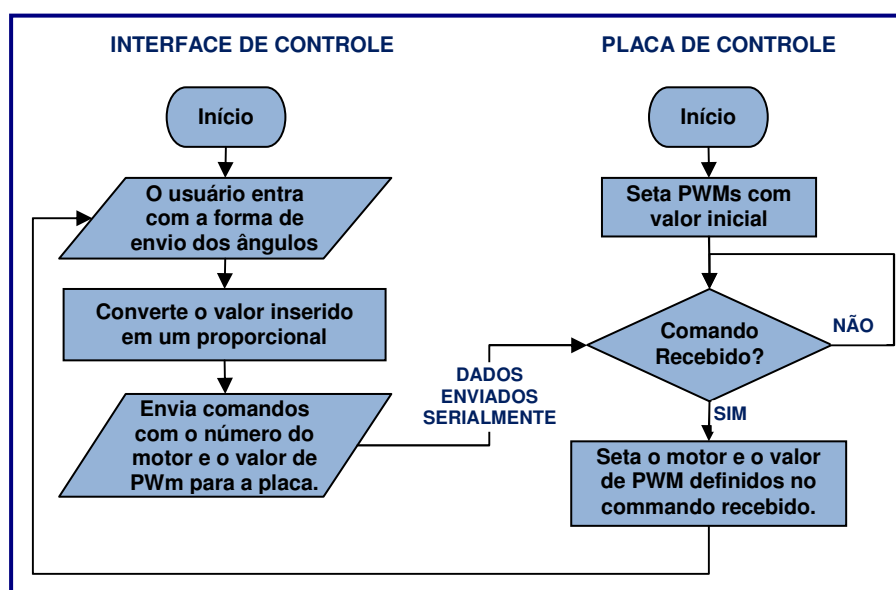 INTERFACE DE CONTROLE
Início
O usuário entra
com a forma de
envio dos ângulos
Converte o valor inserido
em um proporcional
Envia comandos
com o número do
motor e o valor de
PWm para a placa.
DADOS
ENVIADOS
SERIALMENTE
PLACA DE CONTROLE
Início
Seta PWMs com
valor inicial
Comando
Recebido?
NÃO
SIM
Seta o motor e o valor
de PWM definidos no
commando recebido.